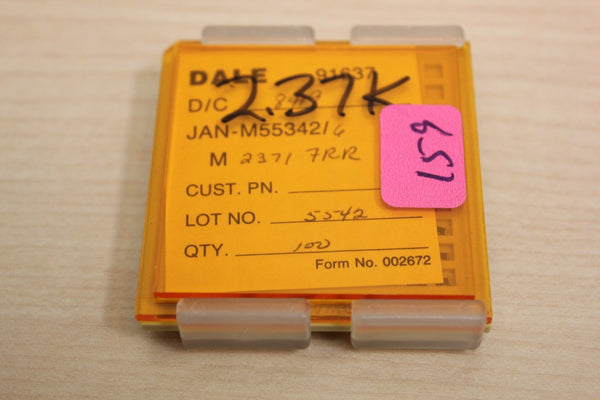 DALE 91637
2.37K
D/C
JAN-M55342/6
M 2371 7RR
159
CUST. PN.
LOT NO. 5542
QTY. 100
Form No. 002672